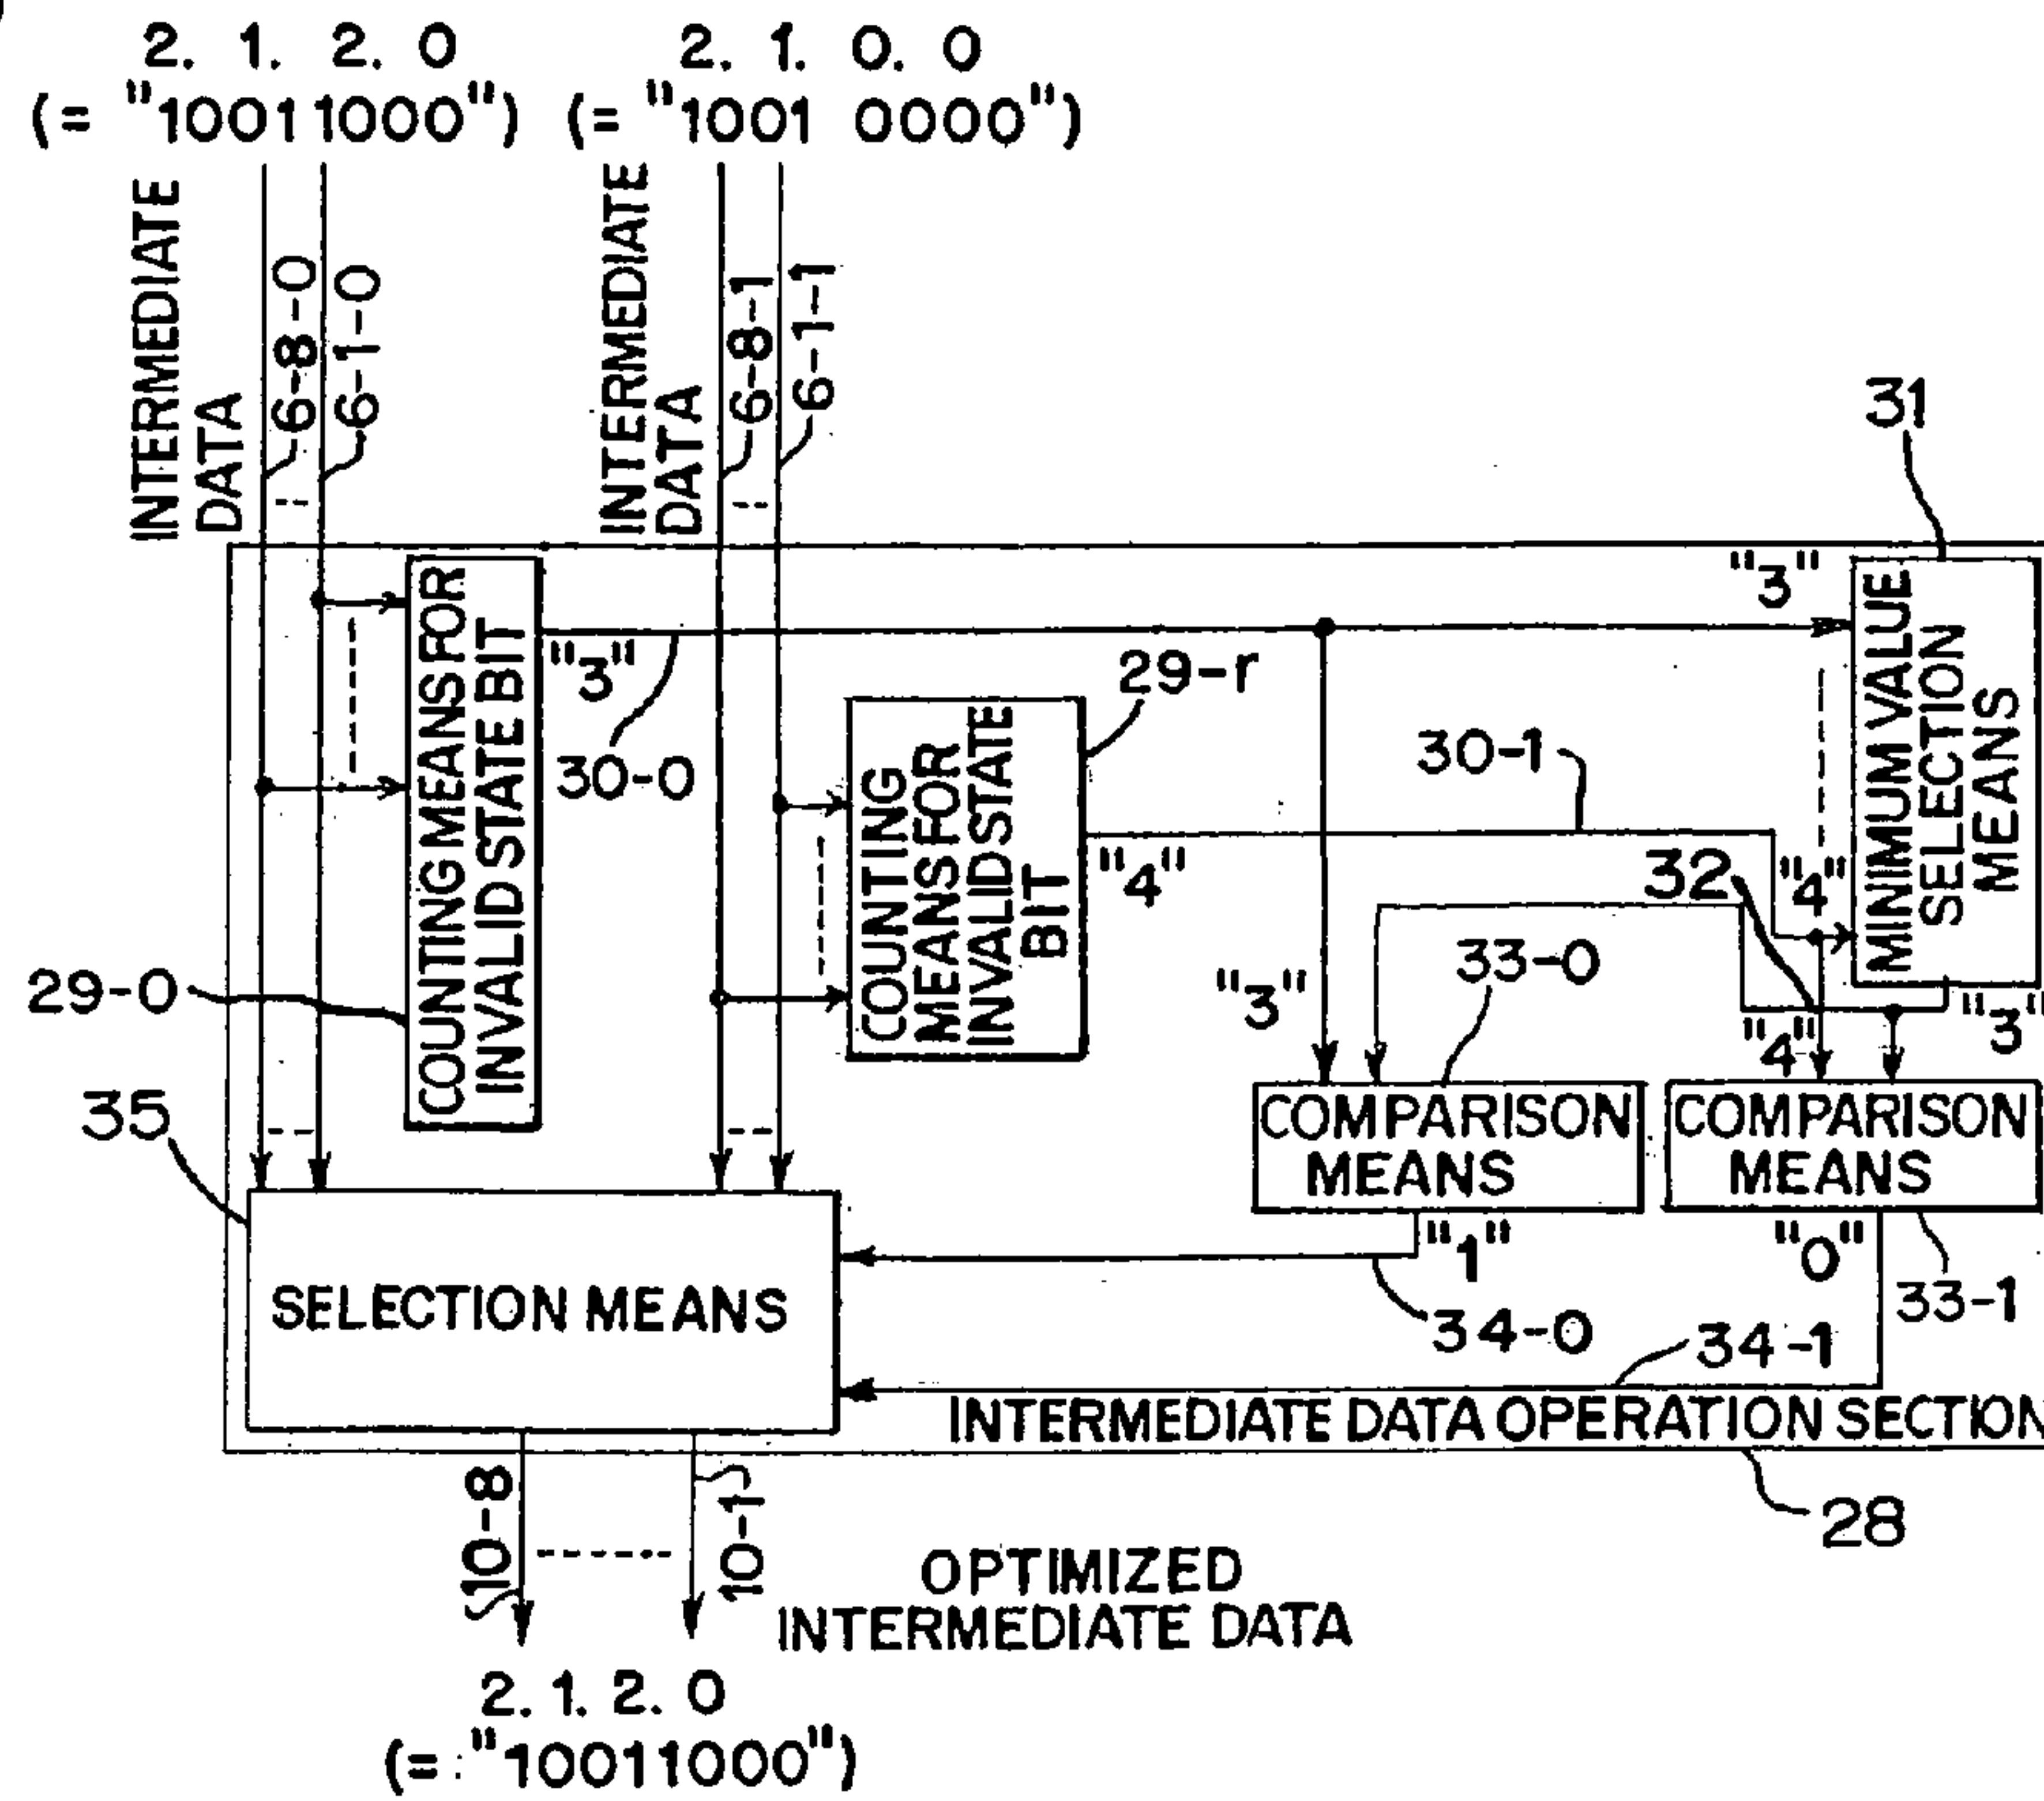 2. 1. 2. 0
(= "10011000")
2. 1. 0. 0
(= "1001 0000")
INTERMEDIATE
DATA
6-8-0
6-1-0
INTERMEDIATE
DATA
6-8-1
6-1-1
31
"3"
COUNTING MEANS FOR
INVALID STATE BIT
"3"
30-0
29-r
COUNTING
MEANS FOR
INVALID STATE
BIT
"4"
30-1
MINIMUM VALUE
SELECTION
MEANS
32
"4"
29-0
"3"
33-0
"4"
"3"
35
COMPARISON
MEANS
COMPARISON
MEANS
"1"
"0"
33-1
SELECTION MEANS
34-0
34-1
INTERMEDIATE DATA OPERATION SECTION
28
10-8
10-1
OPTIMIZED
INTERMEDIATE DATA
2. 1. 2. 0
(= "10011000")